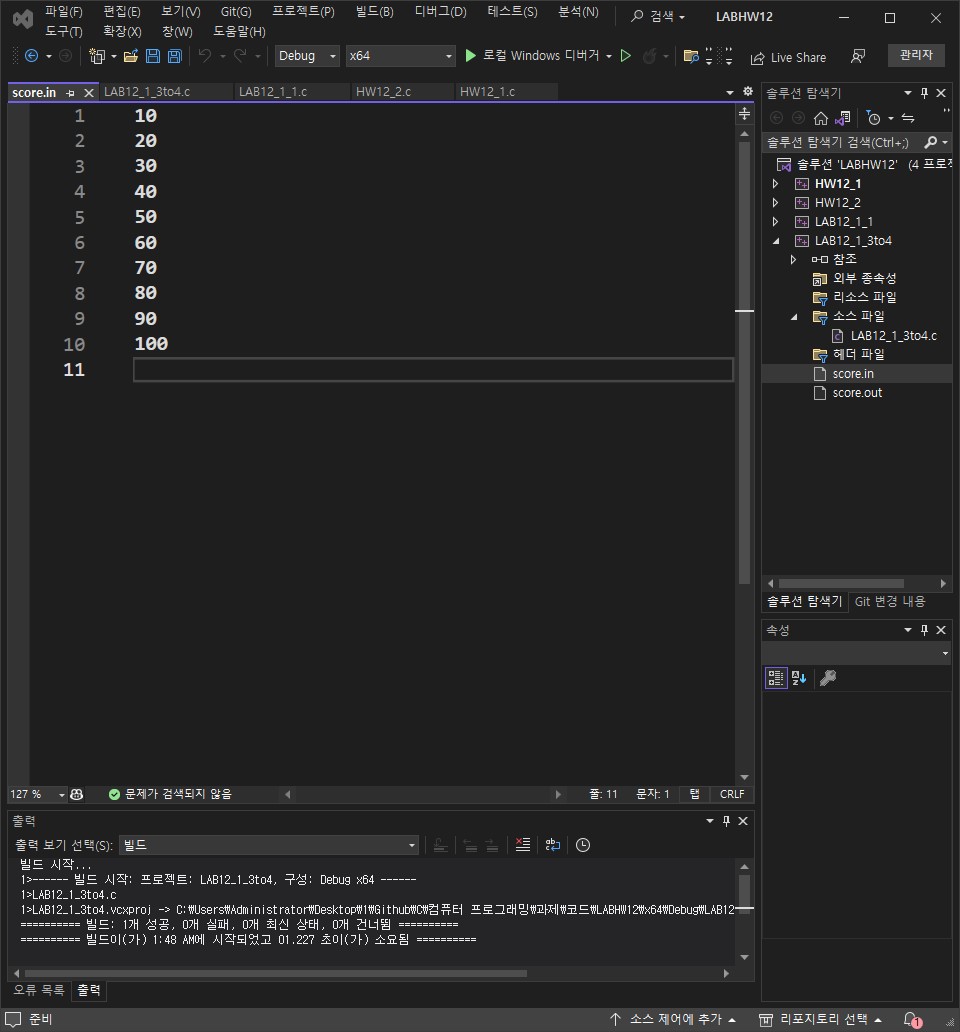 파일(F) 편집(E) 보기(V) Git(G) 프로젝트(P) 빌드(B) 디버그(D) 테스트(S) 분석(N) 검색 LABHW12
도구(T) 확장(X) 창(W) 도움말(H)
Debug x64 로컬 Windows 디버거 Live Share 관리자
score.in LAB12_1_3to4.c LAB12_1_1.c HW12_2.c HW12_1.c
1 10
2 20
3 30
4 40
5 50
6 60
7 70
8 80
9 90
10 100
11
127 % 문제가 검색되지 않음 줄: 11 문자: 1 탭 CRLF
솔루션 탐색기
솔루션 탐색기 검색(Ctrl+;)
솔루션 'LABHW12' (4 프로젝
HW12_1
HW12_2
LAB12_1_1
LAB12_1_3to4
참조
외부 종속성
리소스 파일
소스 파일
LAB12_1_3to4.c
헤더 파일
score.in
score.out
솔루션 탐색기 Git 변경 내용
속성
출력
출력 보기 선택(S): 빌드
빌드 시작...
1>------ 빌드 시작: 프로젝트: LAB12_1_3to4, 구성: Debug x64 ------
1>LAB12_1_3to4.c
1>LAB12_1_3to4.vcxproj -> C:₩Users₩Administrator₩Desktop₩1₩Github₩C₩컴퓨터 프로그래밍₩과제₩코드₩LABHW12₩x64₩Debug₩LAB12
========== 빌드: 1개 성공, 0개 실패, 0개 최신 상태, 0개 건너뜀 ==========
========== 빌드이(가) 1:48 AM에 시작되었고 01.227 초이(가) 소요됨 ==========
오류 목록 출력
준비 소스 제어에 추가 리포지토리 선택 1